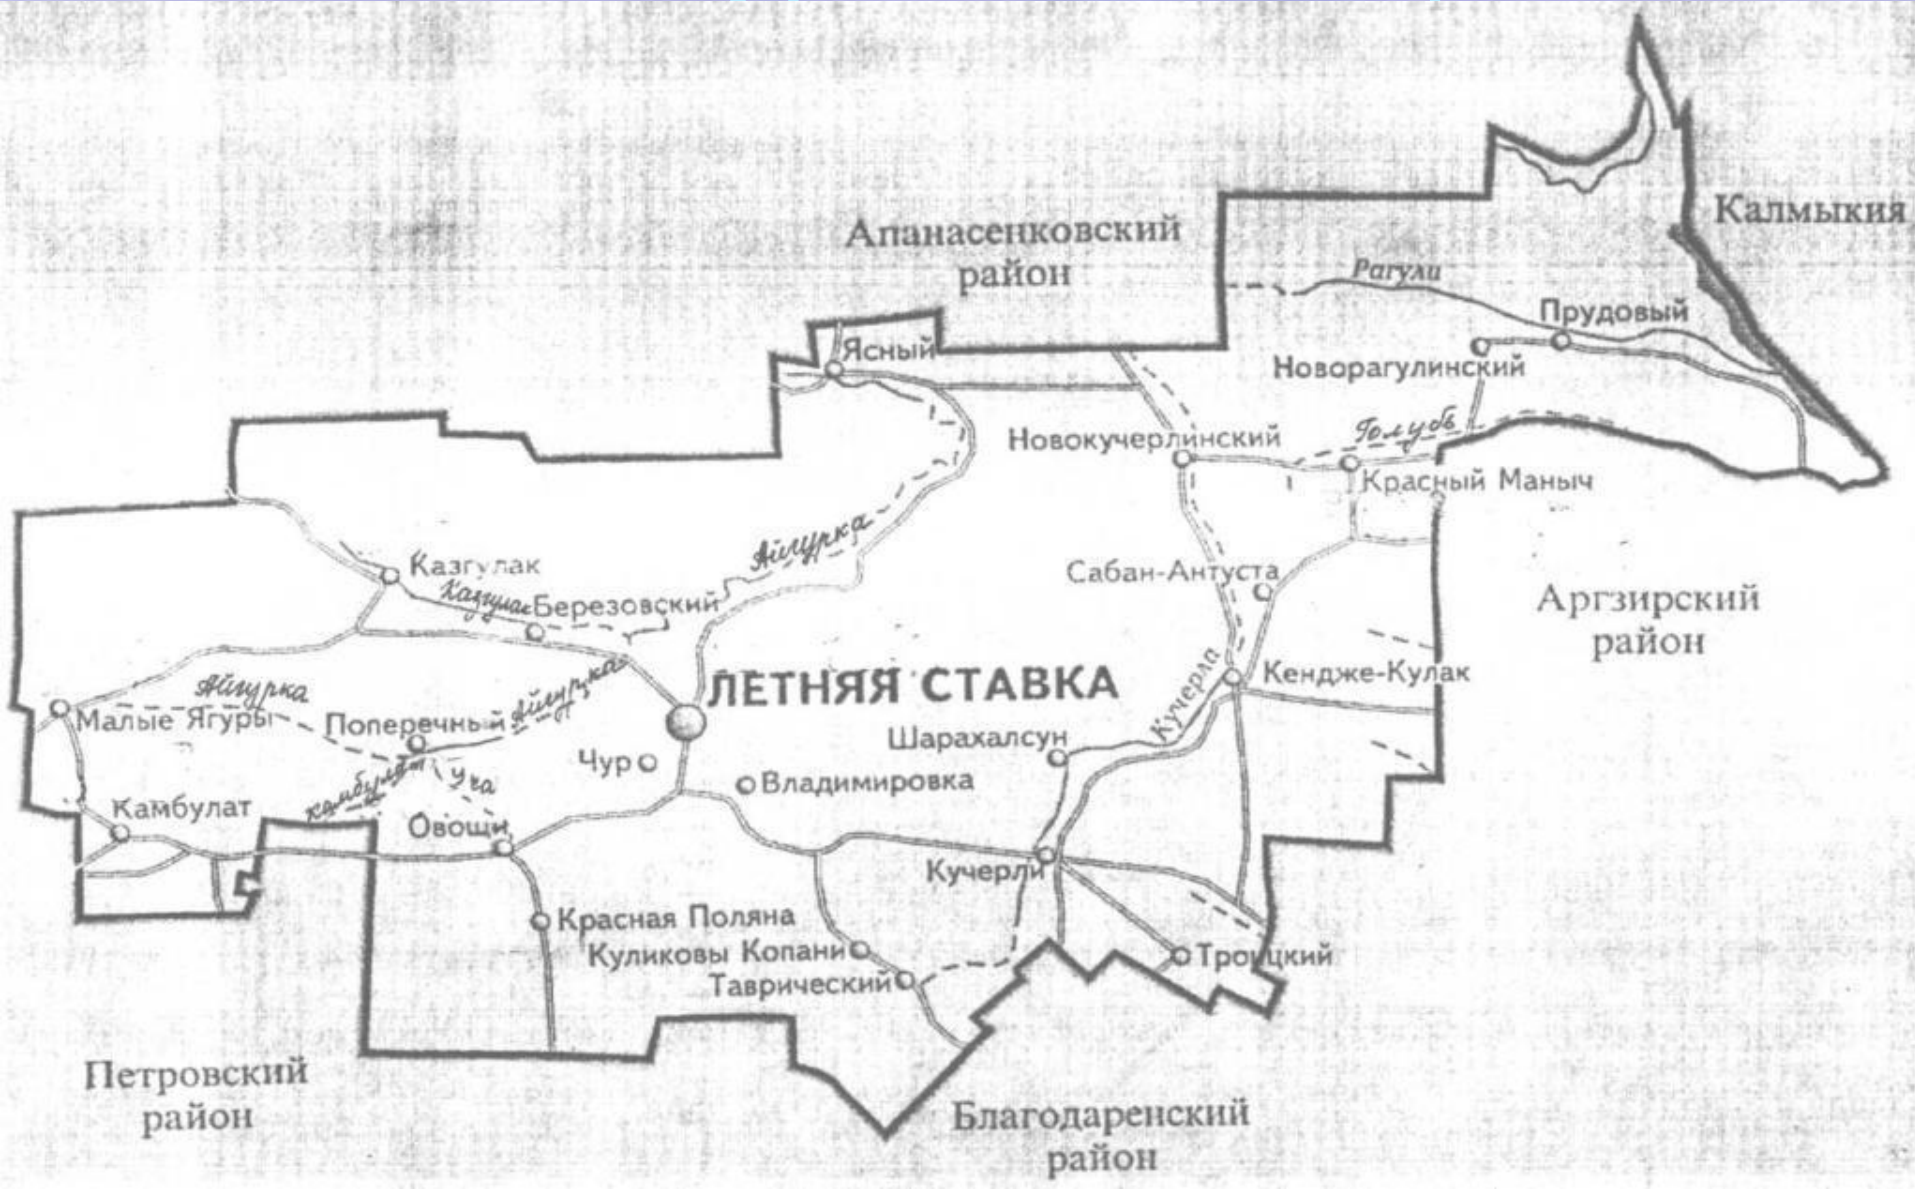 Калмыкия
Апанасенковский
район
Рагули
Прудовый
Ясный
Новорагулинский
Голубь
Новокучерлинский
Красный Маныч
Айгурка
Казгулак
Сабан-Антуста
Казгулак
Березовский
Аргзирский
район
Айгурка
Айгурка
ЛЕТНЯЯ СТАВКА
Кучерла
Кендже-Кулак
Малые Ягуры
Поперечный
Шарахалсун
Чур
Камбулат
Уча
Владимировка
Камбулат
Овощи
Кучерли
Красная Поляна
Куликовы Копани
Троицкий
Таврический
Петровский
район
Благодаренский
район